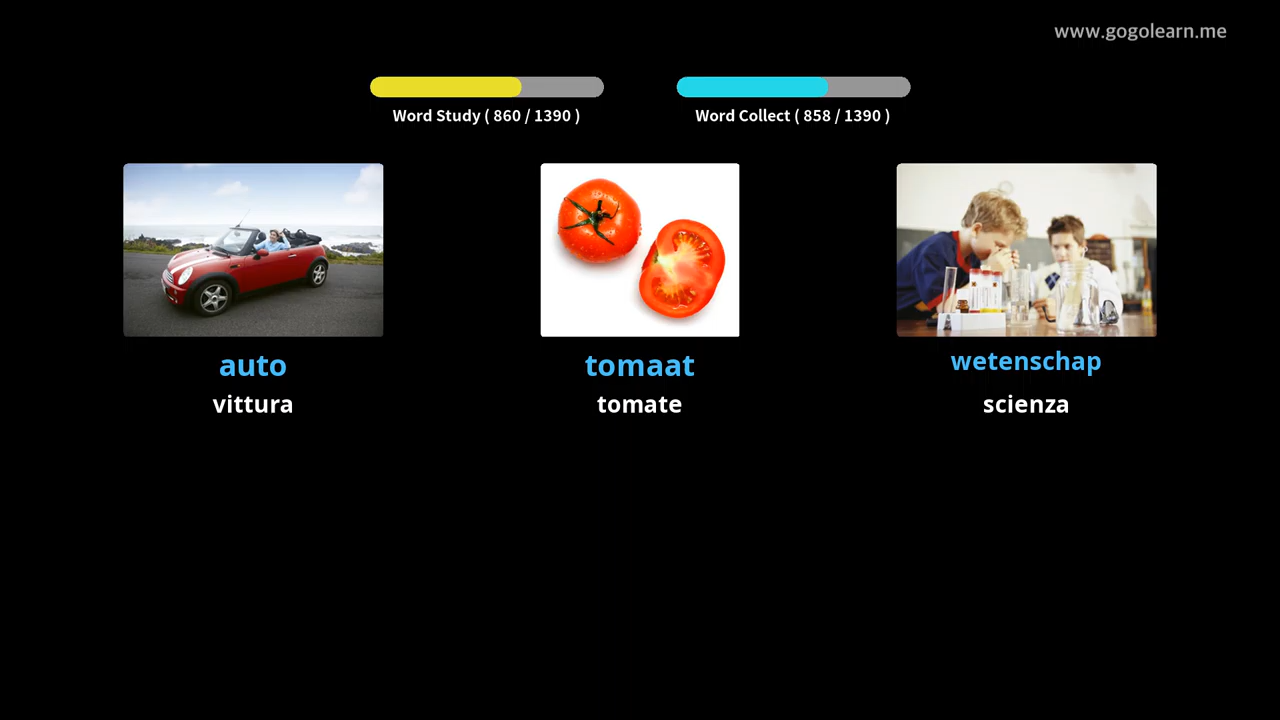 www.gogolearn.me
Word Study ( 860 / 1390 )
Word Collect ( 858 / 1390 )
auto
tomaat
wetenschap
vittura
tomate
scienza